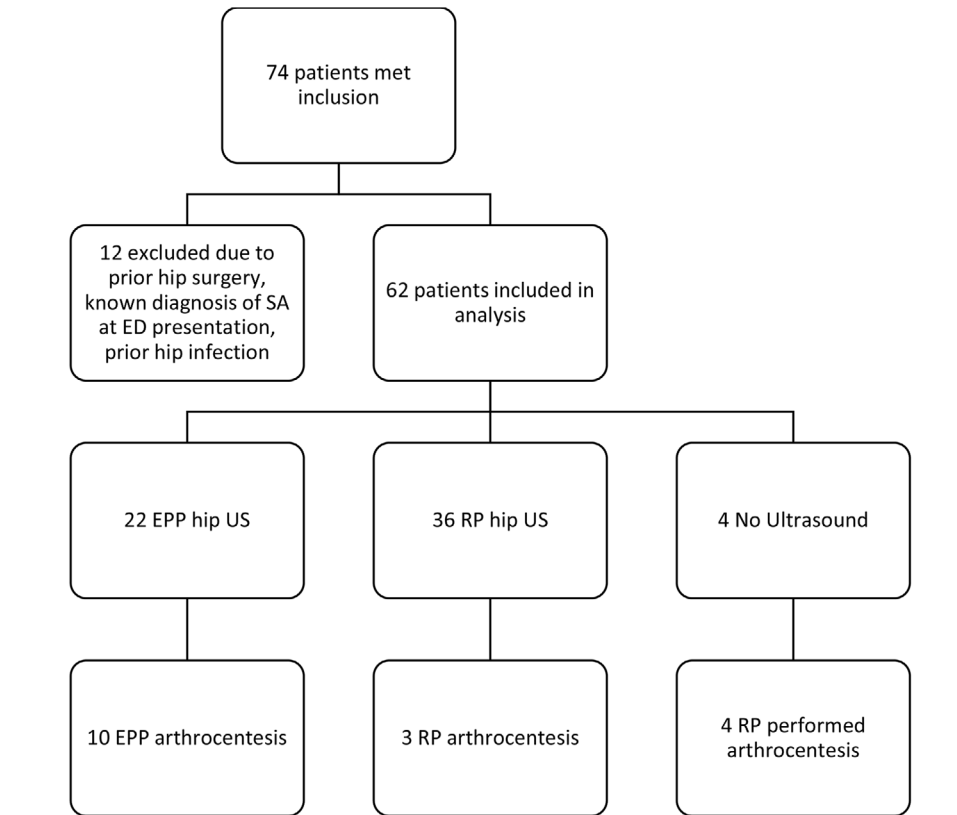 74 patients met
inclusion
12 excluded due to
prior hip surgery,
known diagnosis of SA
at ED presentation,
prior hip infection
62 patients included in
analysis
22 EPP hip US
36 RP hip US
4 No Ultrasound
10 EPP arthrocentesis
3 RP arthrocentesis
4 RP performed
arthrocentesis